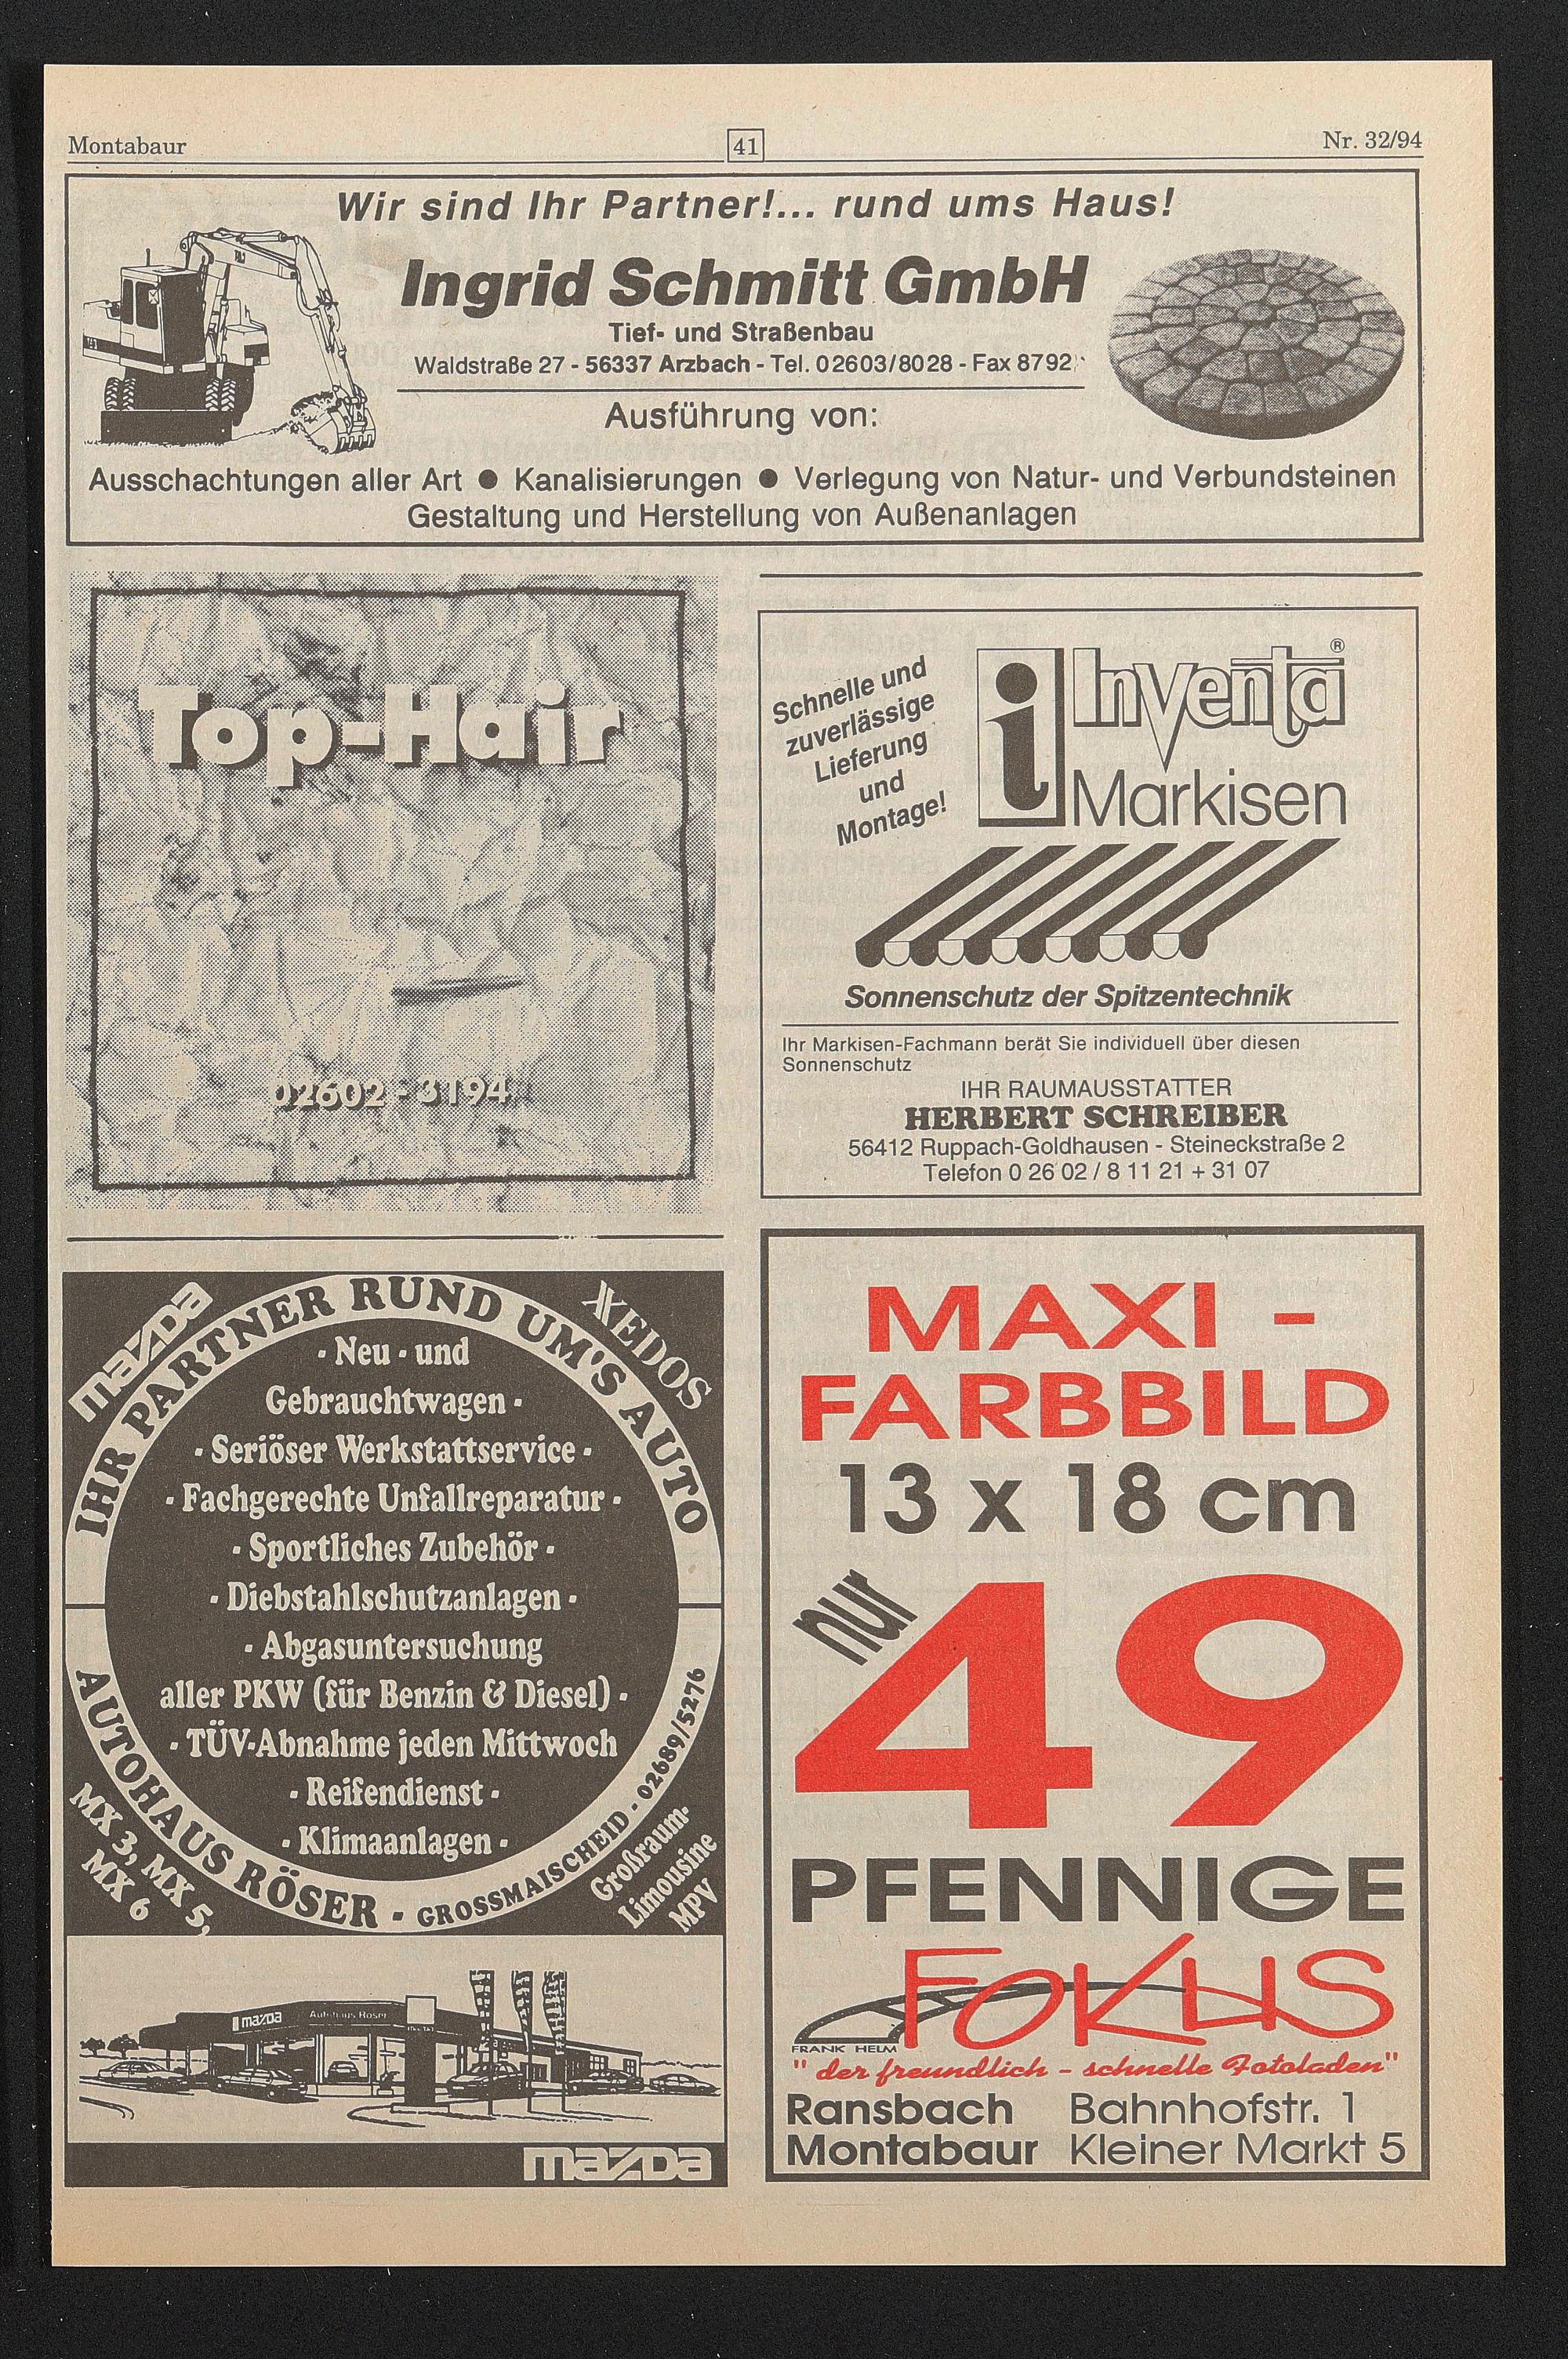 Montabaur
41
Nr. 32/94
Wir sind Ihr Partner!... rund ums Haus!
Ingrid Schmitt GmbH
Tief- und Straßenbau
Waldstraße 27 - 56337 Arzbach - Tel. 02603/8028 - Fax 8792
Ausführung von:
Ausschachtungen aller Art ● Kanalisierungen ● Verlegung von Natur- und Verbundsteinen
Gestaltung und Herstellung von Außenanlagen
Top-Hair
02602 - 3194
Schnelle und
zuverlässige
Lieferung
und
Montage!
i Inventa®
Markisen
Sonnenschutz der Spitzentechnik
Ihr Markisen-Fachmann berät Sie individuell über diesen
Sonnenschutz
IHR RAUMAUSSTATTER
HERBERT SCHREIBER
56412 Ruppach-Goldhausen - Steineckstraße 2
Telefon 0 26 02 / 8 11 21 + 31 07
mazda
XEDOS
IHR PARTNER RUND UM'S AUTO
- Neu - und
Gebrauchtwagen -
- Seriöser Werkstattservice -
- Fachgerechte Unfallreparatur -
- Sportliches Zubehör -
- Diebstahlschutzanlagen -
- Abgasuntersuchung
aller PKW (für Benzin & Diesel) -
- TÜV-Abnahme jeden Mittwoch
- Reifendienst -
- Klimaanlagen -
AUTOHAUS RÖSER - GROSSMAISCHEID - 02689/5276
MX 3, MX 5,
MX 6
Großraum-
Limousine
MPV
mazda
Autohaus Röser
mazda
MAXI -
FARBBILD
13 x 18 cm
nur
49
PFENNIGE
FOKUS
FRANK HELM
"der freundlich - schnelle Fotoladen"
Ransbach Bahnhofstr. 1
Montabaur Kleiner Markt 5